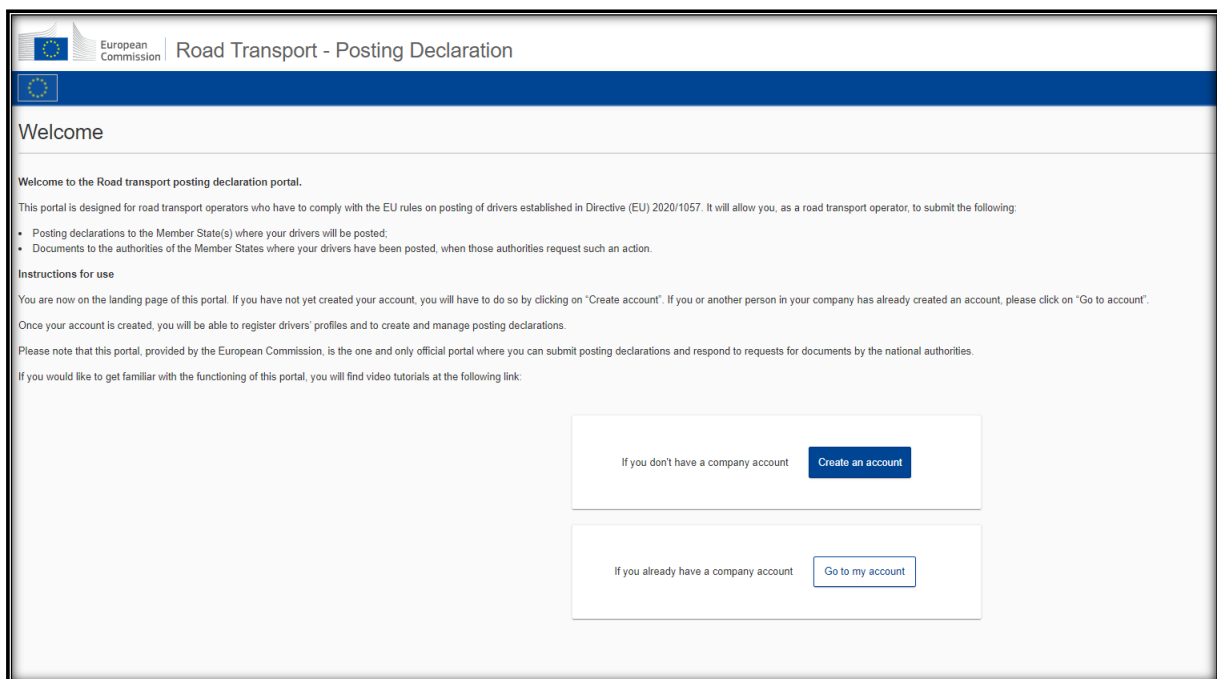 European
Commission
Road Transport - Posting Declaration
Welcome
Welcome to the Road transport posting declaration portal.
This portal is designed for road transport operators who have to comply with the EU rules on posting of drivers established in Directive (EU) 2020/1057. It will allow you, as a road transport operator, to submit the following:
• Posting declarations to the Member State(s) where your drivers will be posted;
• Documents to the authorities of the Member States where your drivers have been posted, when those authorities request such an action.
Instructions for use
You are now on the landing page of this portal. If you have not yet created your account, you will have to do so by clicking on “Create account”. If you or another person in your company has already created an account, please click on “Go to account”.
Once your account is created, you will be able to register drivers’ profiles and to create and manage posting declarations.
Please note that this portal, provided by the European Commission, is the one and only official portal where you can submit posting declarations and respond to requests for documents by the national authorities.
If you would like to get familiar with the functioning of this portal, you will find video tutorials at the following link:
If you don't have a company account
Create an account
If you already have a company account
Go to my account